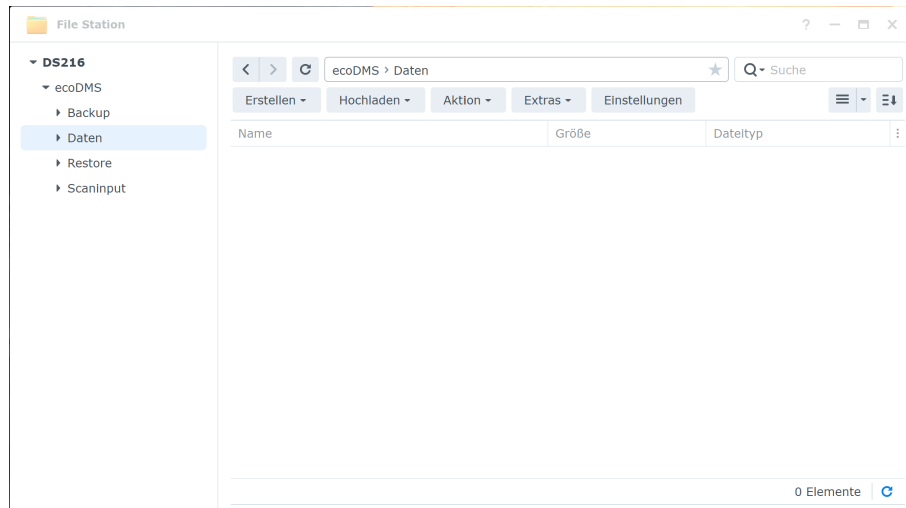 File Station
DS216
ecoDMS
Backup
Daten
Restore
ScanInput
ecoDMS › Daten
Suche
Erstellen
Hochladen
Aktion
Extras
Einstellungen
Name
Größe
Dateityp
0 Elemente